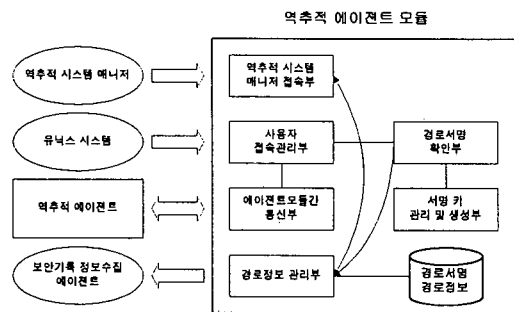 역추적 에이젼트 모듈
역추적 시스템 매니저
역추적 시스템
매니저 접속부
유닉스 시스템
사용자
접속관리부
경로서명
확인부
역추적 에이젼트
에이젼트모듈간
통신부
서명 키
관리 및 생성부
보안기록 정보수집
에이젼트
경로정보 관리부
경로서명
경로정보